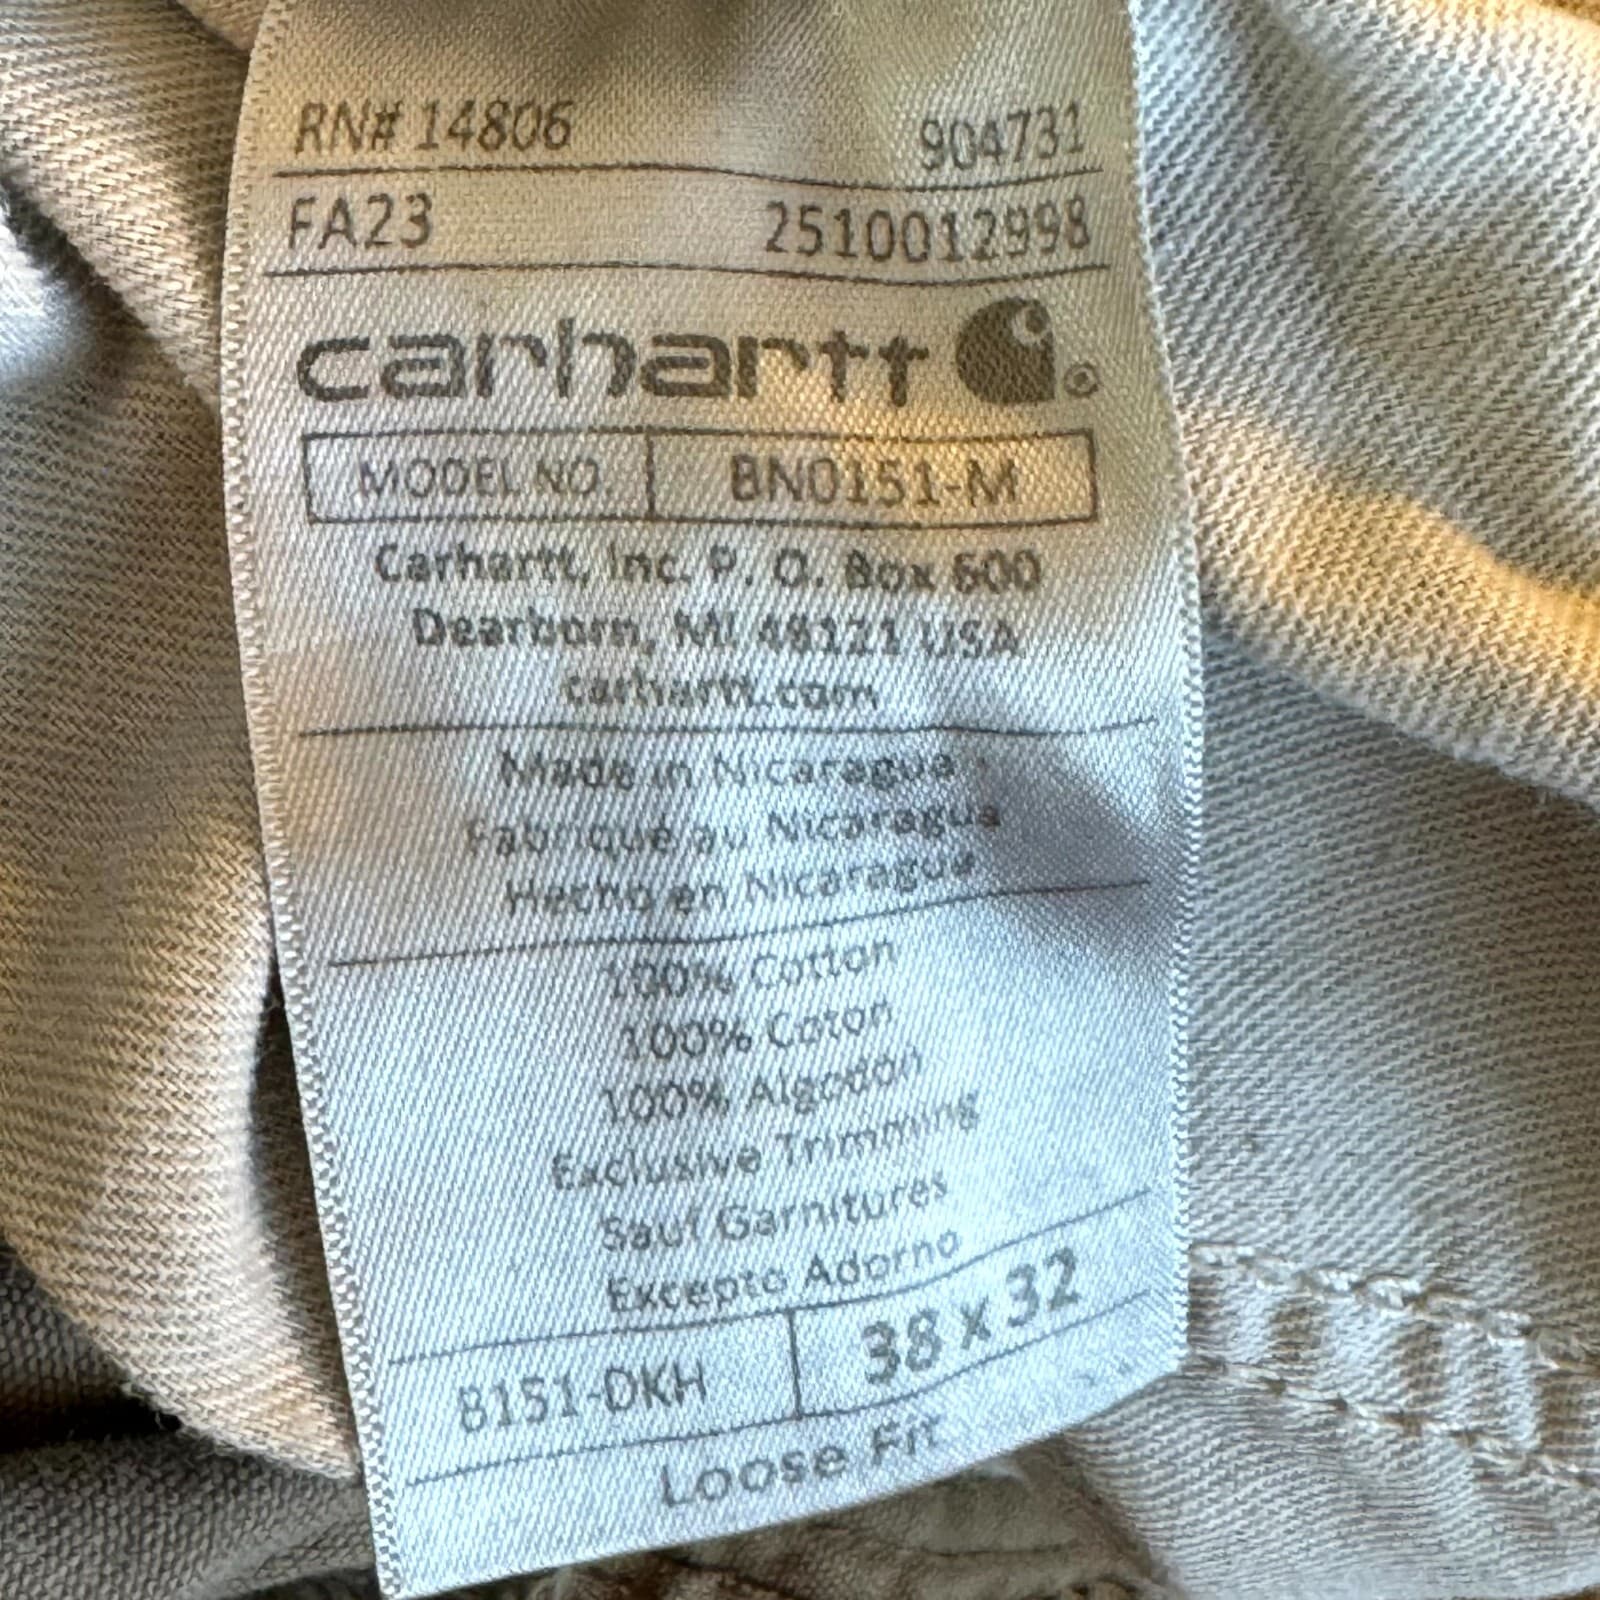 RN# 14806 904731
FA23 2510012998
carhartt
MODEL NO. BN0151-M
Carhartt, Inc. P. O. Box 600
Dearborn, MI 48121 USA
carhartt.com
Made in Nicaragua
Fabriqué au Nicaragua
Hecho en Nicaragua
100% Cotton
100% Coton
100% Algodón
Exclusive Trimming
Sauf Garnitures
Excepto Adorno
B151-DKH 38 x 32
Loose Fit